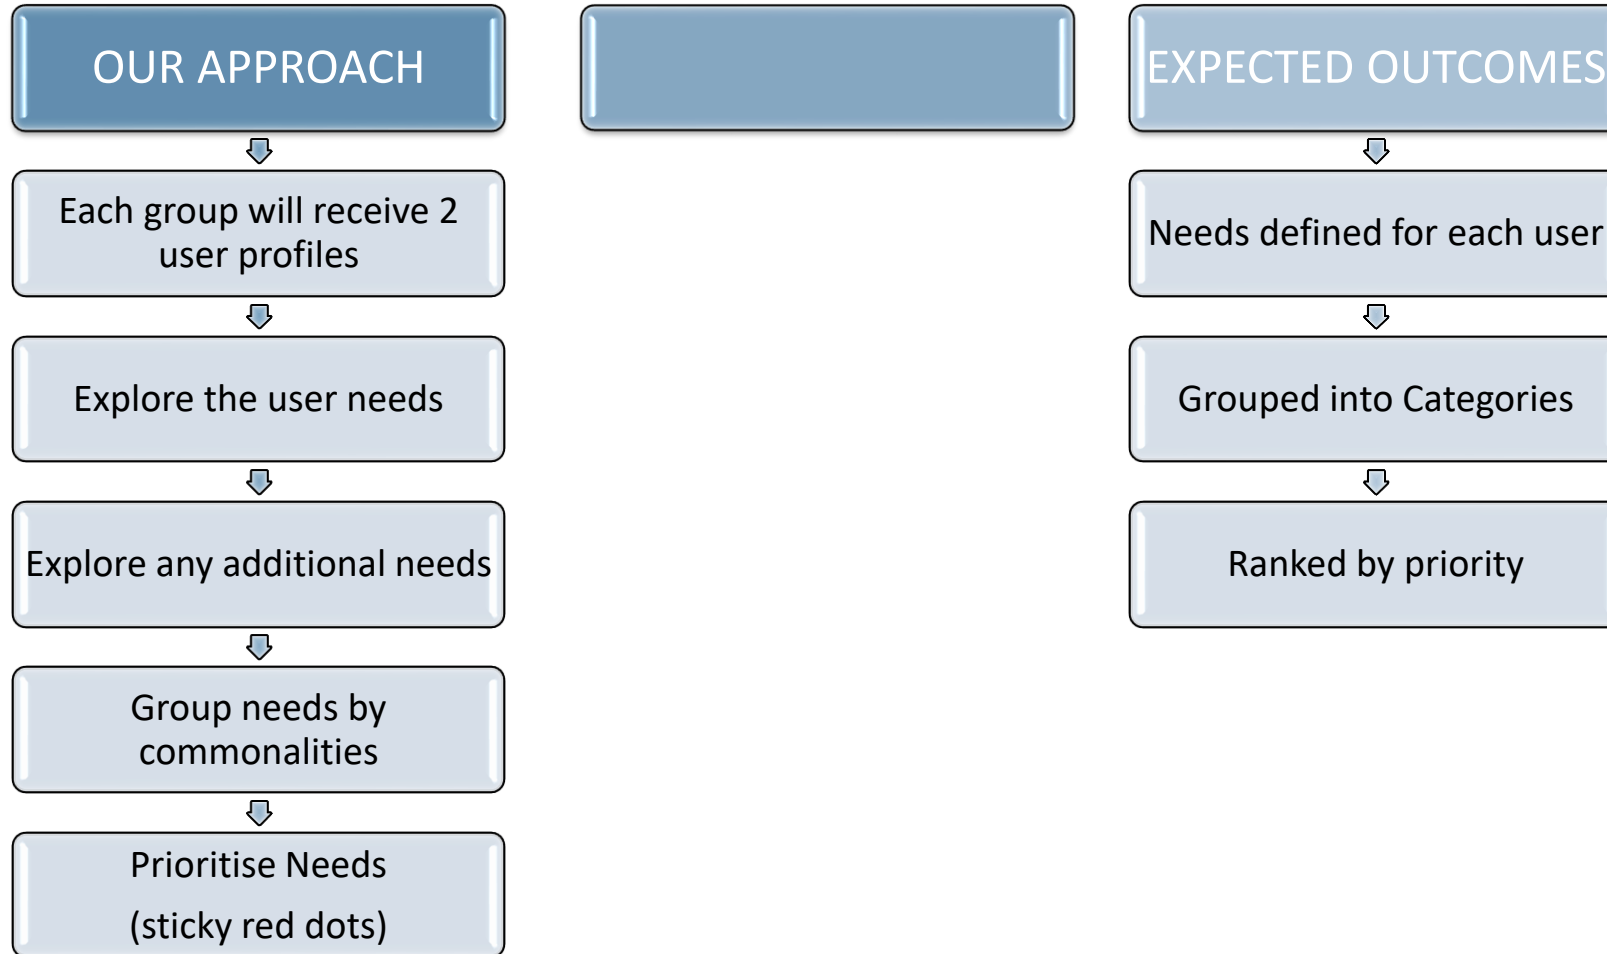 OUR APPROACH
Each group will receive 2
user profiles
Explore the user needs
Explore any additional needs
Group needs by
commonalities
Prioritise Needs
(sticky red dots)
EXPECTED OUTCOMES
Needs defined for each user
Grouped into Categories
Ranked by priority